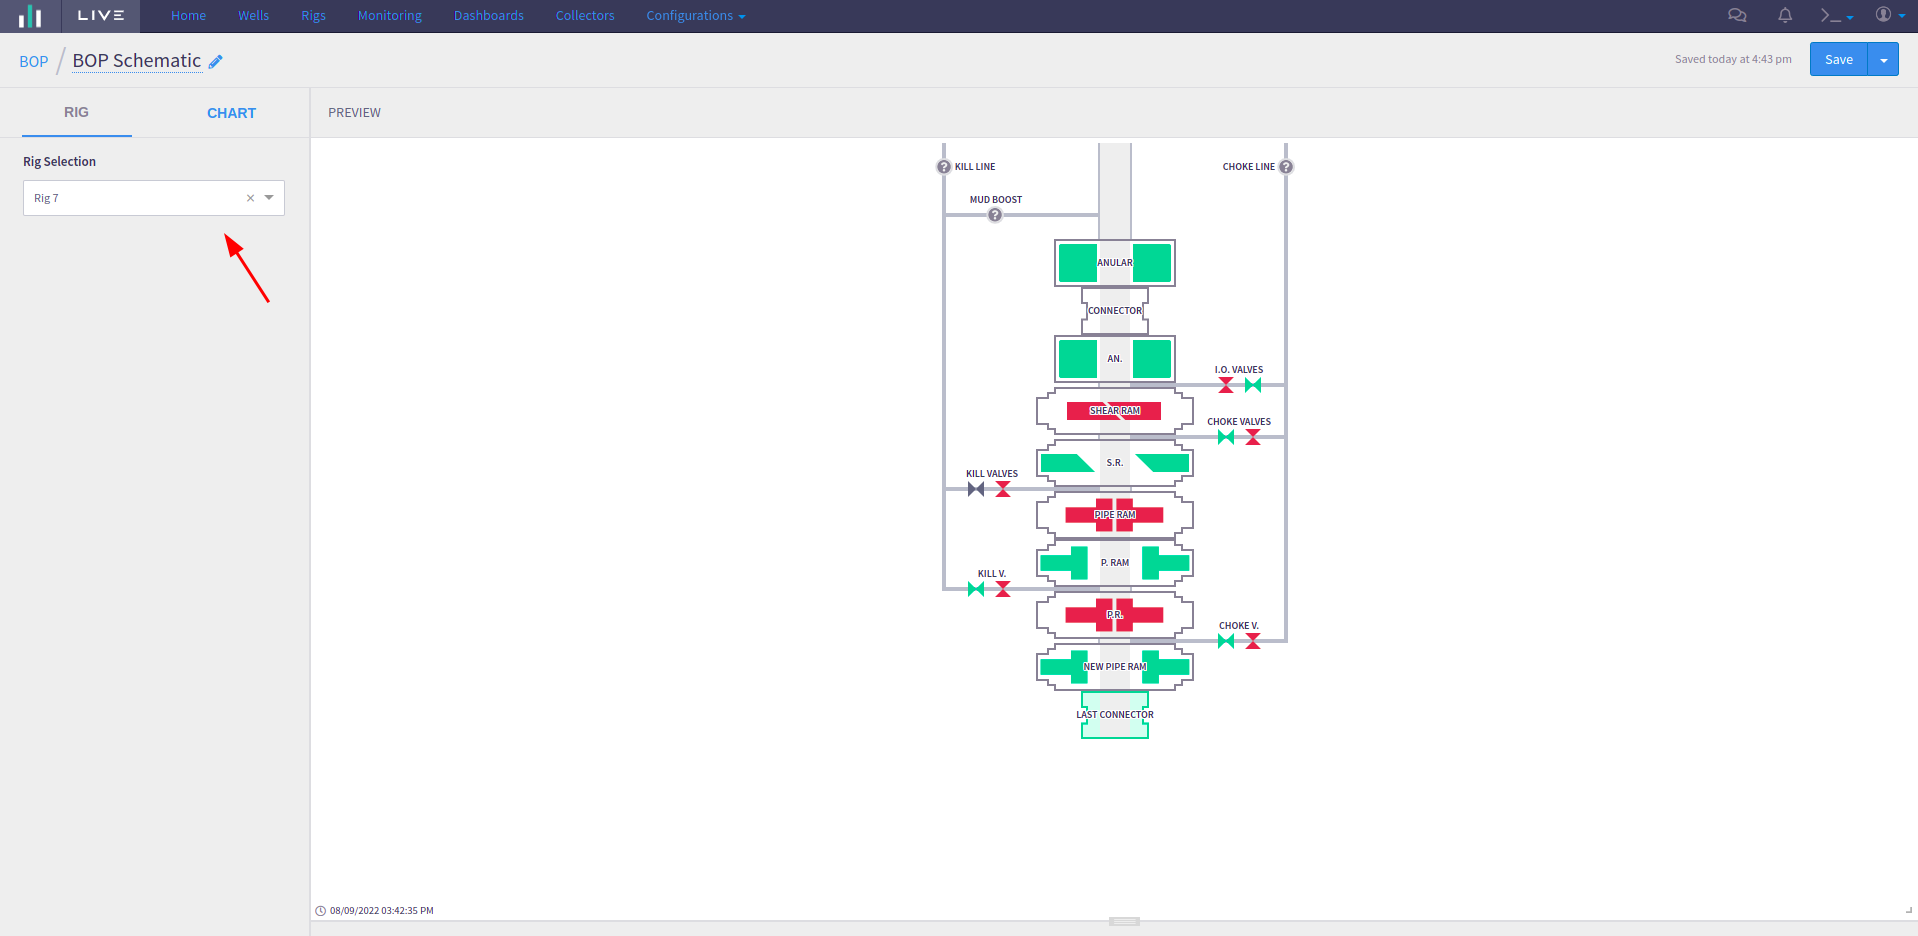 LIVE Home Wells Rigs Monitoring Dashboards Collectors Configurations
BOP / BOP Schematic Saved today at 4:43 pm Save
RIG CHART PREVIEW
Rig Selection
Rig 7
? KILL LINE CHOKE LINE ?
MUD BOOST
?
ANULAR
CONNECTOR
AN.
I.O. VALVES
SHEAR RAM
CHOKE VALVES
S.R.
KILL VALVES
PIPE RAM
P. RAM
KILL V.
P.R.
CHOKE V.
NEW PIPE RAM
LAST CONNECTOR
08/09/2022 03:42:35 PM